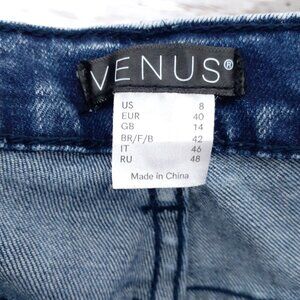 VENUS®
US 8
EUR 40
GB 14
BR/F/B 42
IT 46
RU 48
Made in China